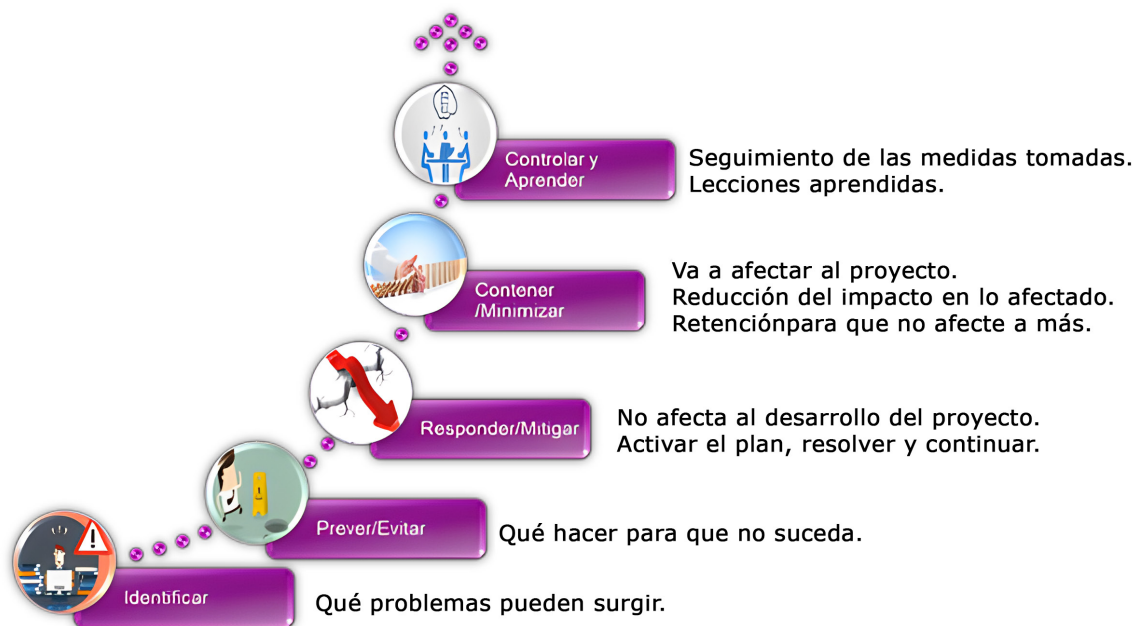 Controlar y
Aprender
Seguimiento de las medidas tomadas.
Lecciones aprendidas.
Contener
/Minimizar
Va a afectar al proyecto.
Reducción del impacto en lo afectado.
Retenciónpara que no afecte a más.
Responder/Mitigar
No afecta al desarrollo del proyecto.
Activar el plan, resolver y continuar.
Prever/Evitar
Qué hacer para que no suceda.
Identificar
Qué problemas pueden surgir.